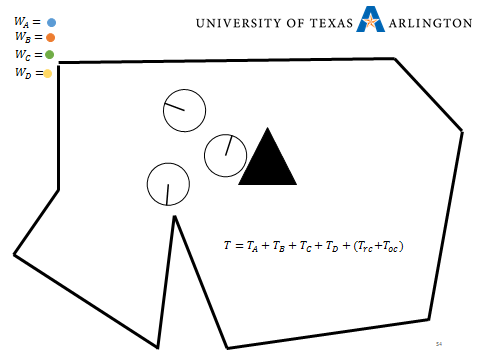 W_A =
UNIVERSITY OF TEXAS A ARLINGTON
W_B =
W_C =
W_D =
T = T_A + T_B + T_C + T_D + (T_rc+T_oc)
54